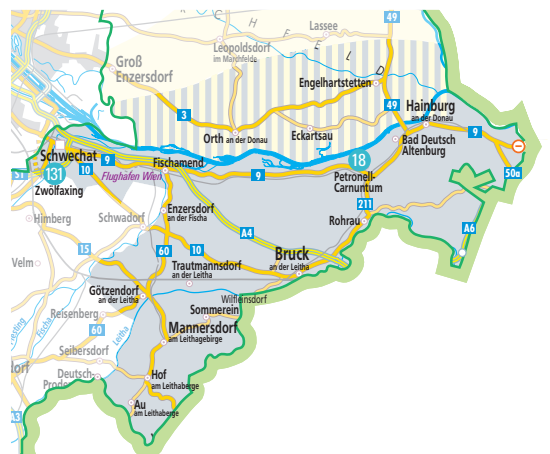 R C H F E L D
49
Lassee
Leopoldsdorf
im Marchfelde
Groß
Enzersdorf
Engelhartstetten
3
49
Hainburg
an der Donau
Orth an der Donau
Eckartsau
9
Bad Deutsch
Altenburg
Schwechat
9
Fischamend
18
10
Flughafen Wien
9
Petronell-
Carnuntum
S1
131
50a
Zwölfaxing
211
Himberg
Schwadorf
Enzersdorf
an der Fischa
Rohrau
A4
A6
15
60
10
Bruck
an der Leitha
Velm
Trautmannsdorf
an der Leitha
Götzendorf
an der Leitha
Wilfleinsdorf
Reisenberg
Sommerein
Fischa
60
Leitha
Mannersdorf
am Leithagebirge
Seibersdorf
Deutsch-
Hof
am Leithaberge
Au
am Leithaberge